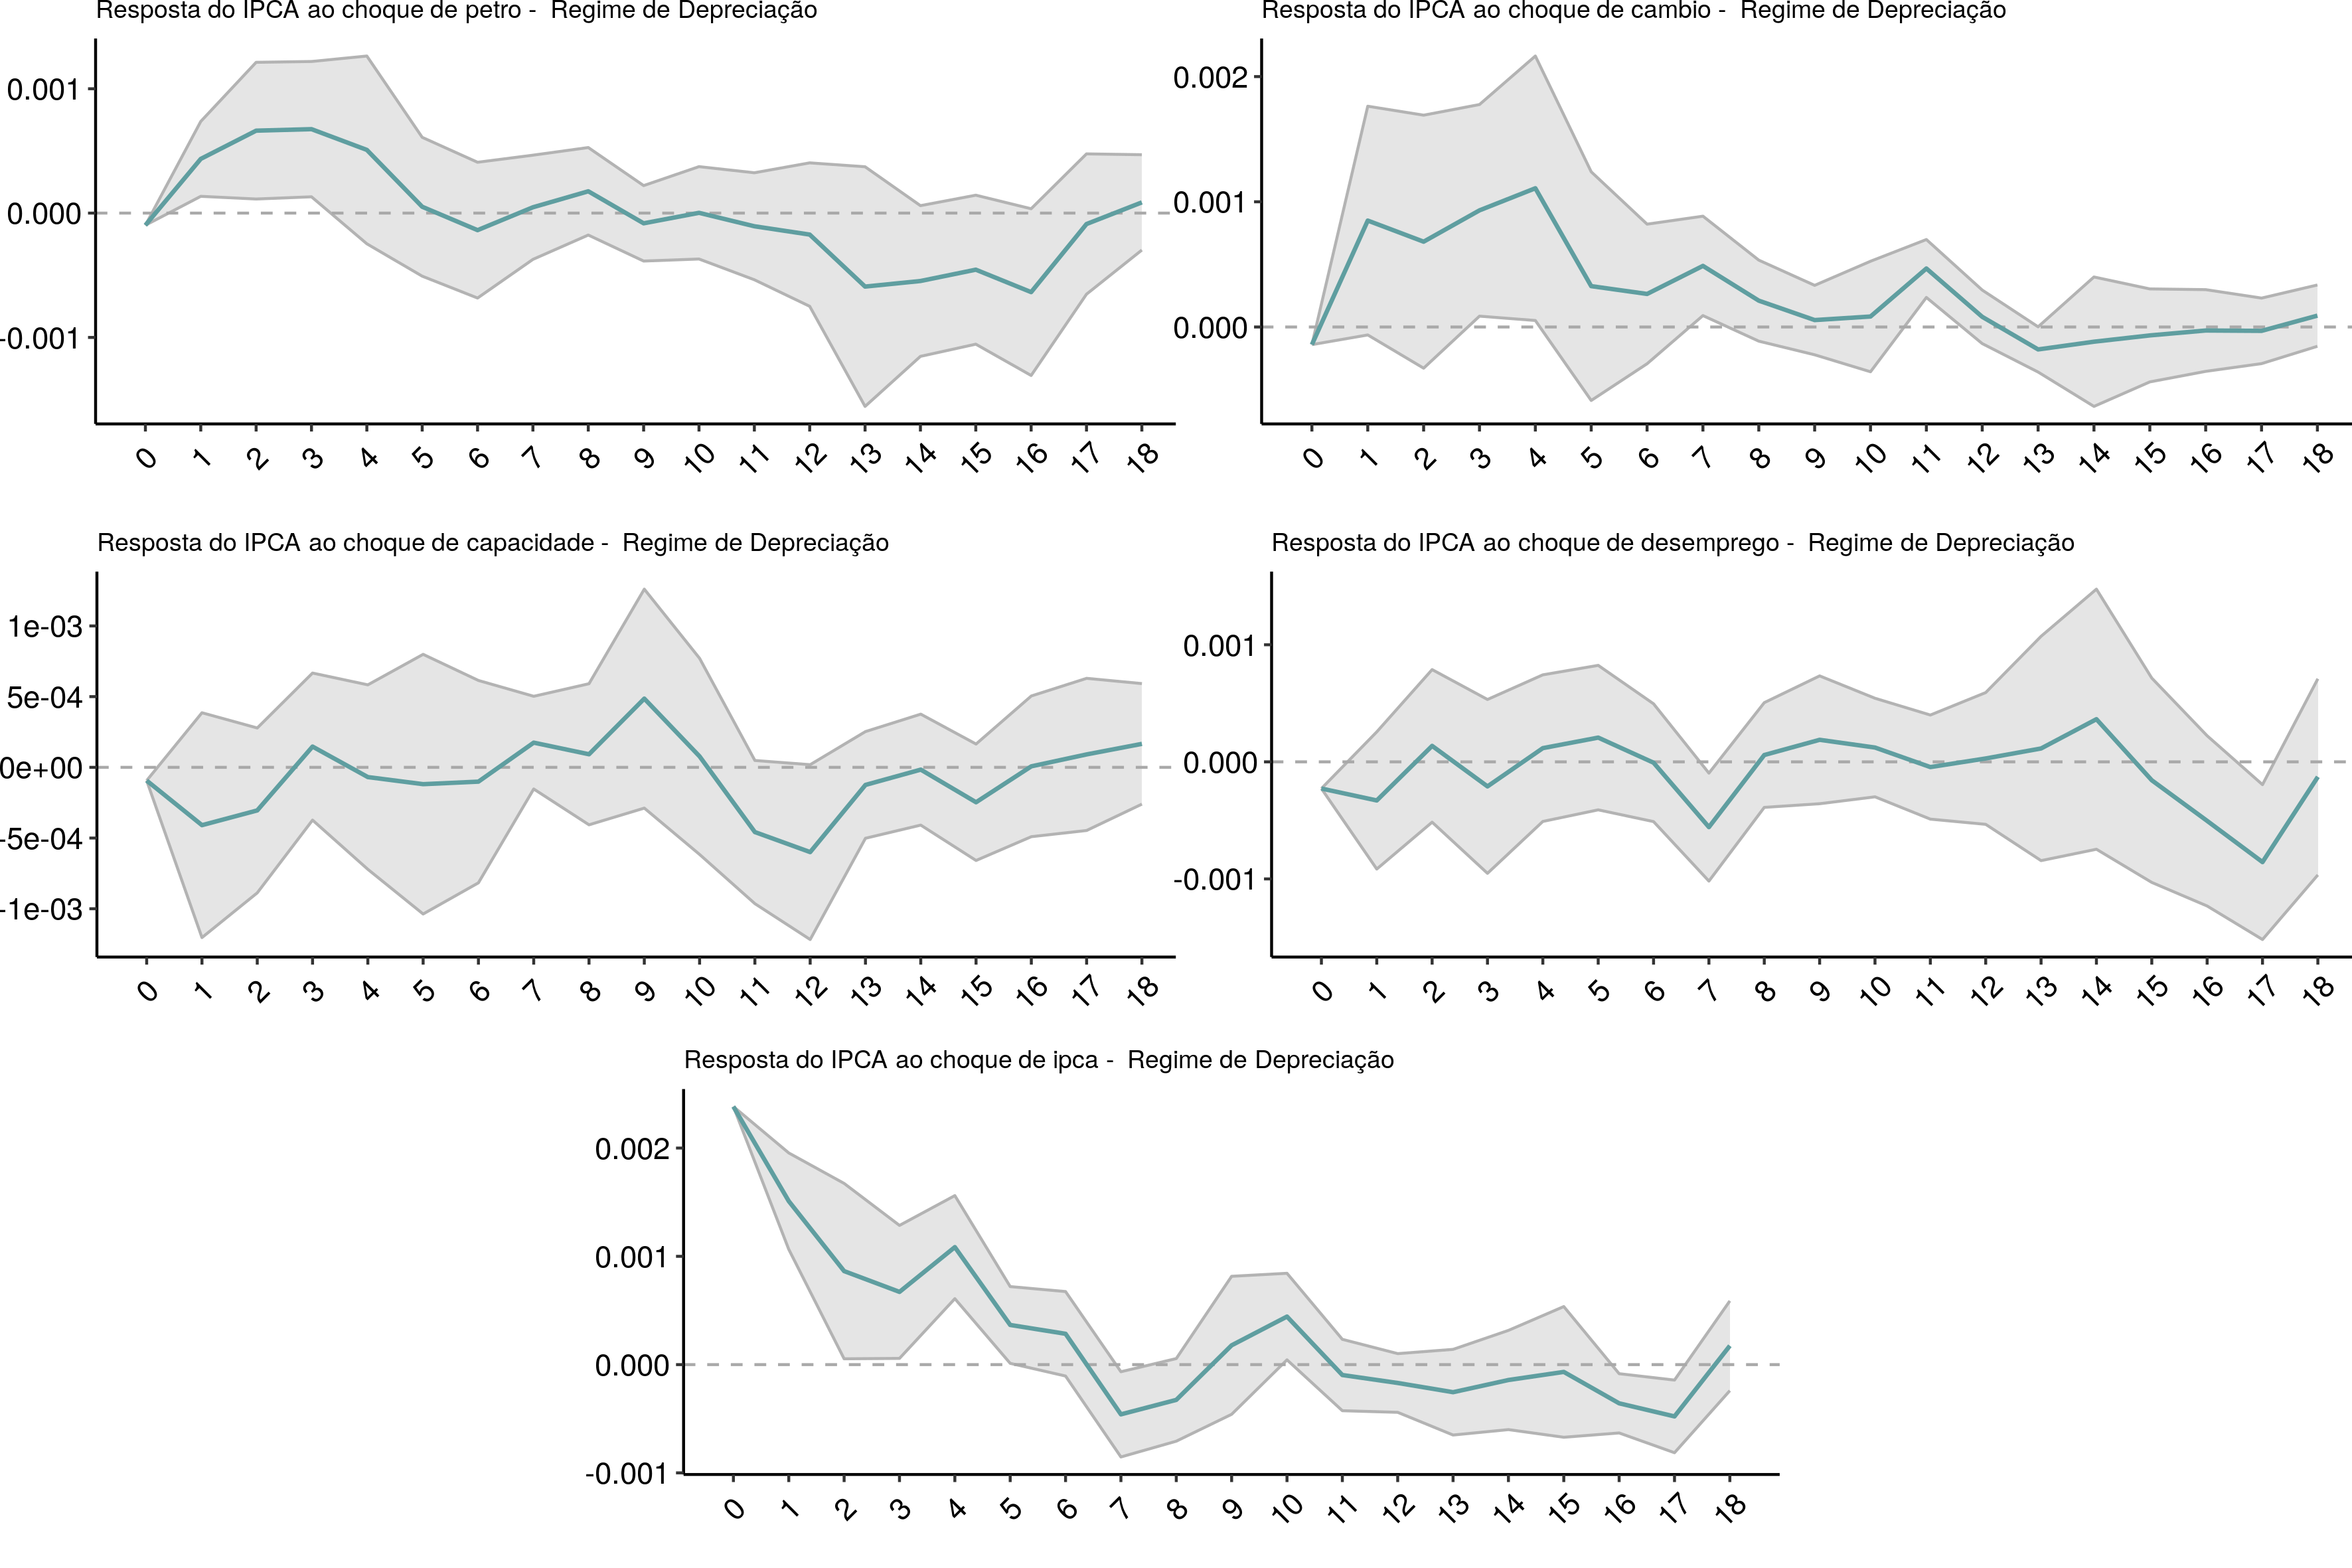 Resposta do IPCA ao choque de petro -  Regime de Depreciação
0.001
0.000
-0.001
0 1 2 3 4 5 6 7 8 9 10 11 12 13 14 15 16 17 18
Resposta do IPCA ao choque de cambio -  Regime de Depreciação
0.002
0.001
0.000
0 1 2 3 4 5 6 7 8 9 10 11 12 13 14 15 16 17 18
Resposta do IPCA ao choque de capacidade -  Regime de Depreciação
1e-03
5e-04
0e+00
-5e-04
-1e-03
0 1 2 3 4 5 6 7 8 9 10 11 12 13 14 15 16 17 18
Resposta do IPCA ao choque de desemprego -  Regime de Depreciação
0.001
0.000
-0.001
0 1 2 3 4 5 6 7 8 9 10 11 12 13 14 15 16 17 18
Resposta do IPCA ao choque de ipca -  Regime de Depreciação
0.002
0.001
0.000
-0.001
0 1 2 3 4 5 6 7 8 9 10 11 12 13 14 15 16 17 18